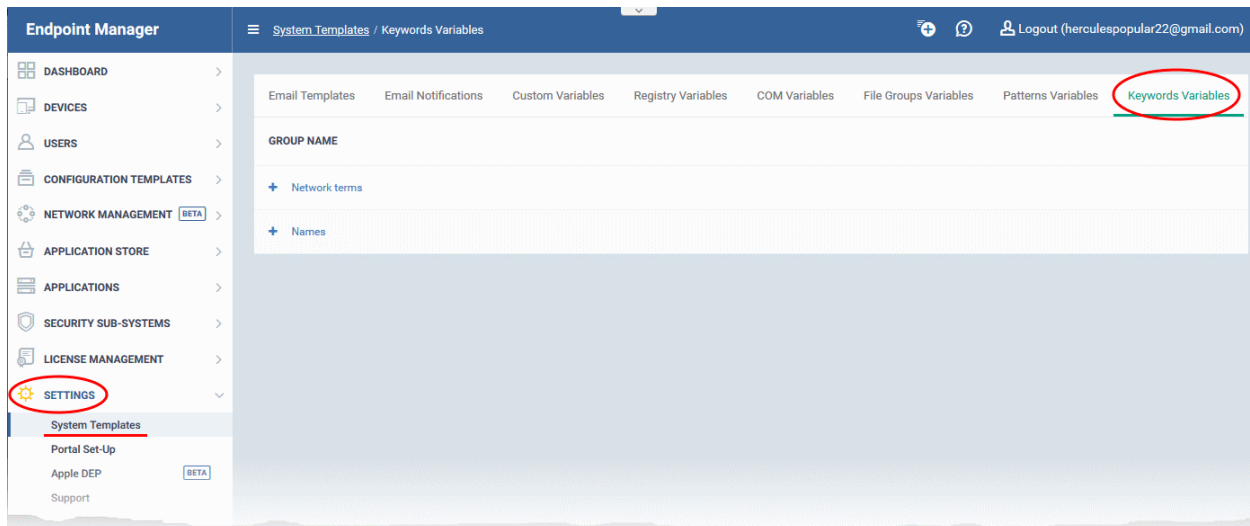 Endpoint Manager
System Templates / Keywords Variables
Logout (herculespopular22@gmail.com)
DASHBOARD
DEVICES
USERS
CONFIGURATION TEMPLATES
NETWORK MANAGEMENT BETA
APPLICATION STORE
APPLICATIONS
SECURITY SUB-SYSTEMS
LICENSE MANAGEMENT
SETTINGS
System Templates
Portal Set-Up
Apple DEP BETA
Support
Email Templates Email Notifications Custom Variables Registry Variables COM Variables File Groups Variables Patterns Variables Keywords Variables
GROUP NAME
+ Network terms
+ Names